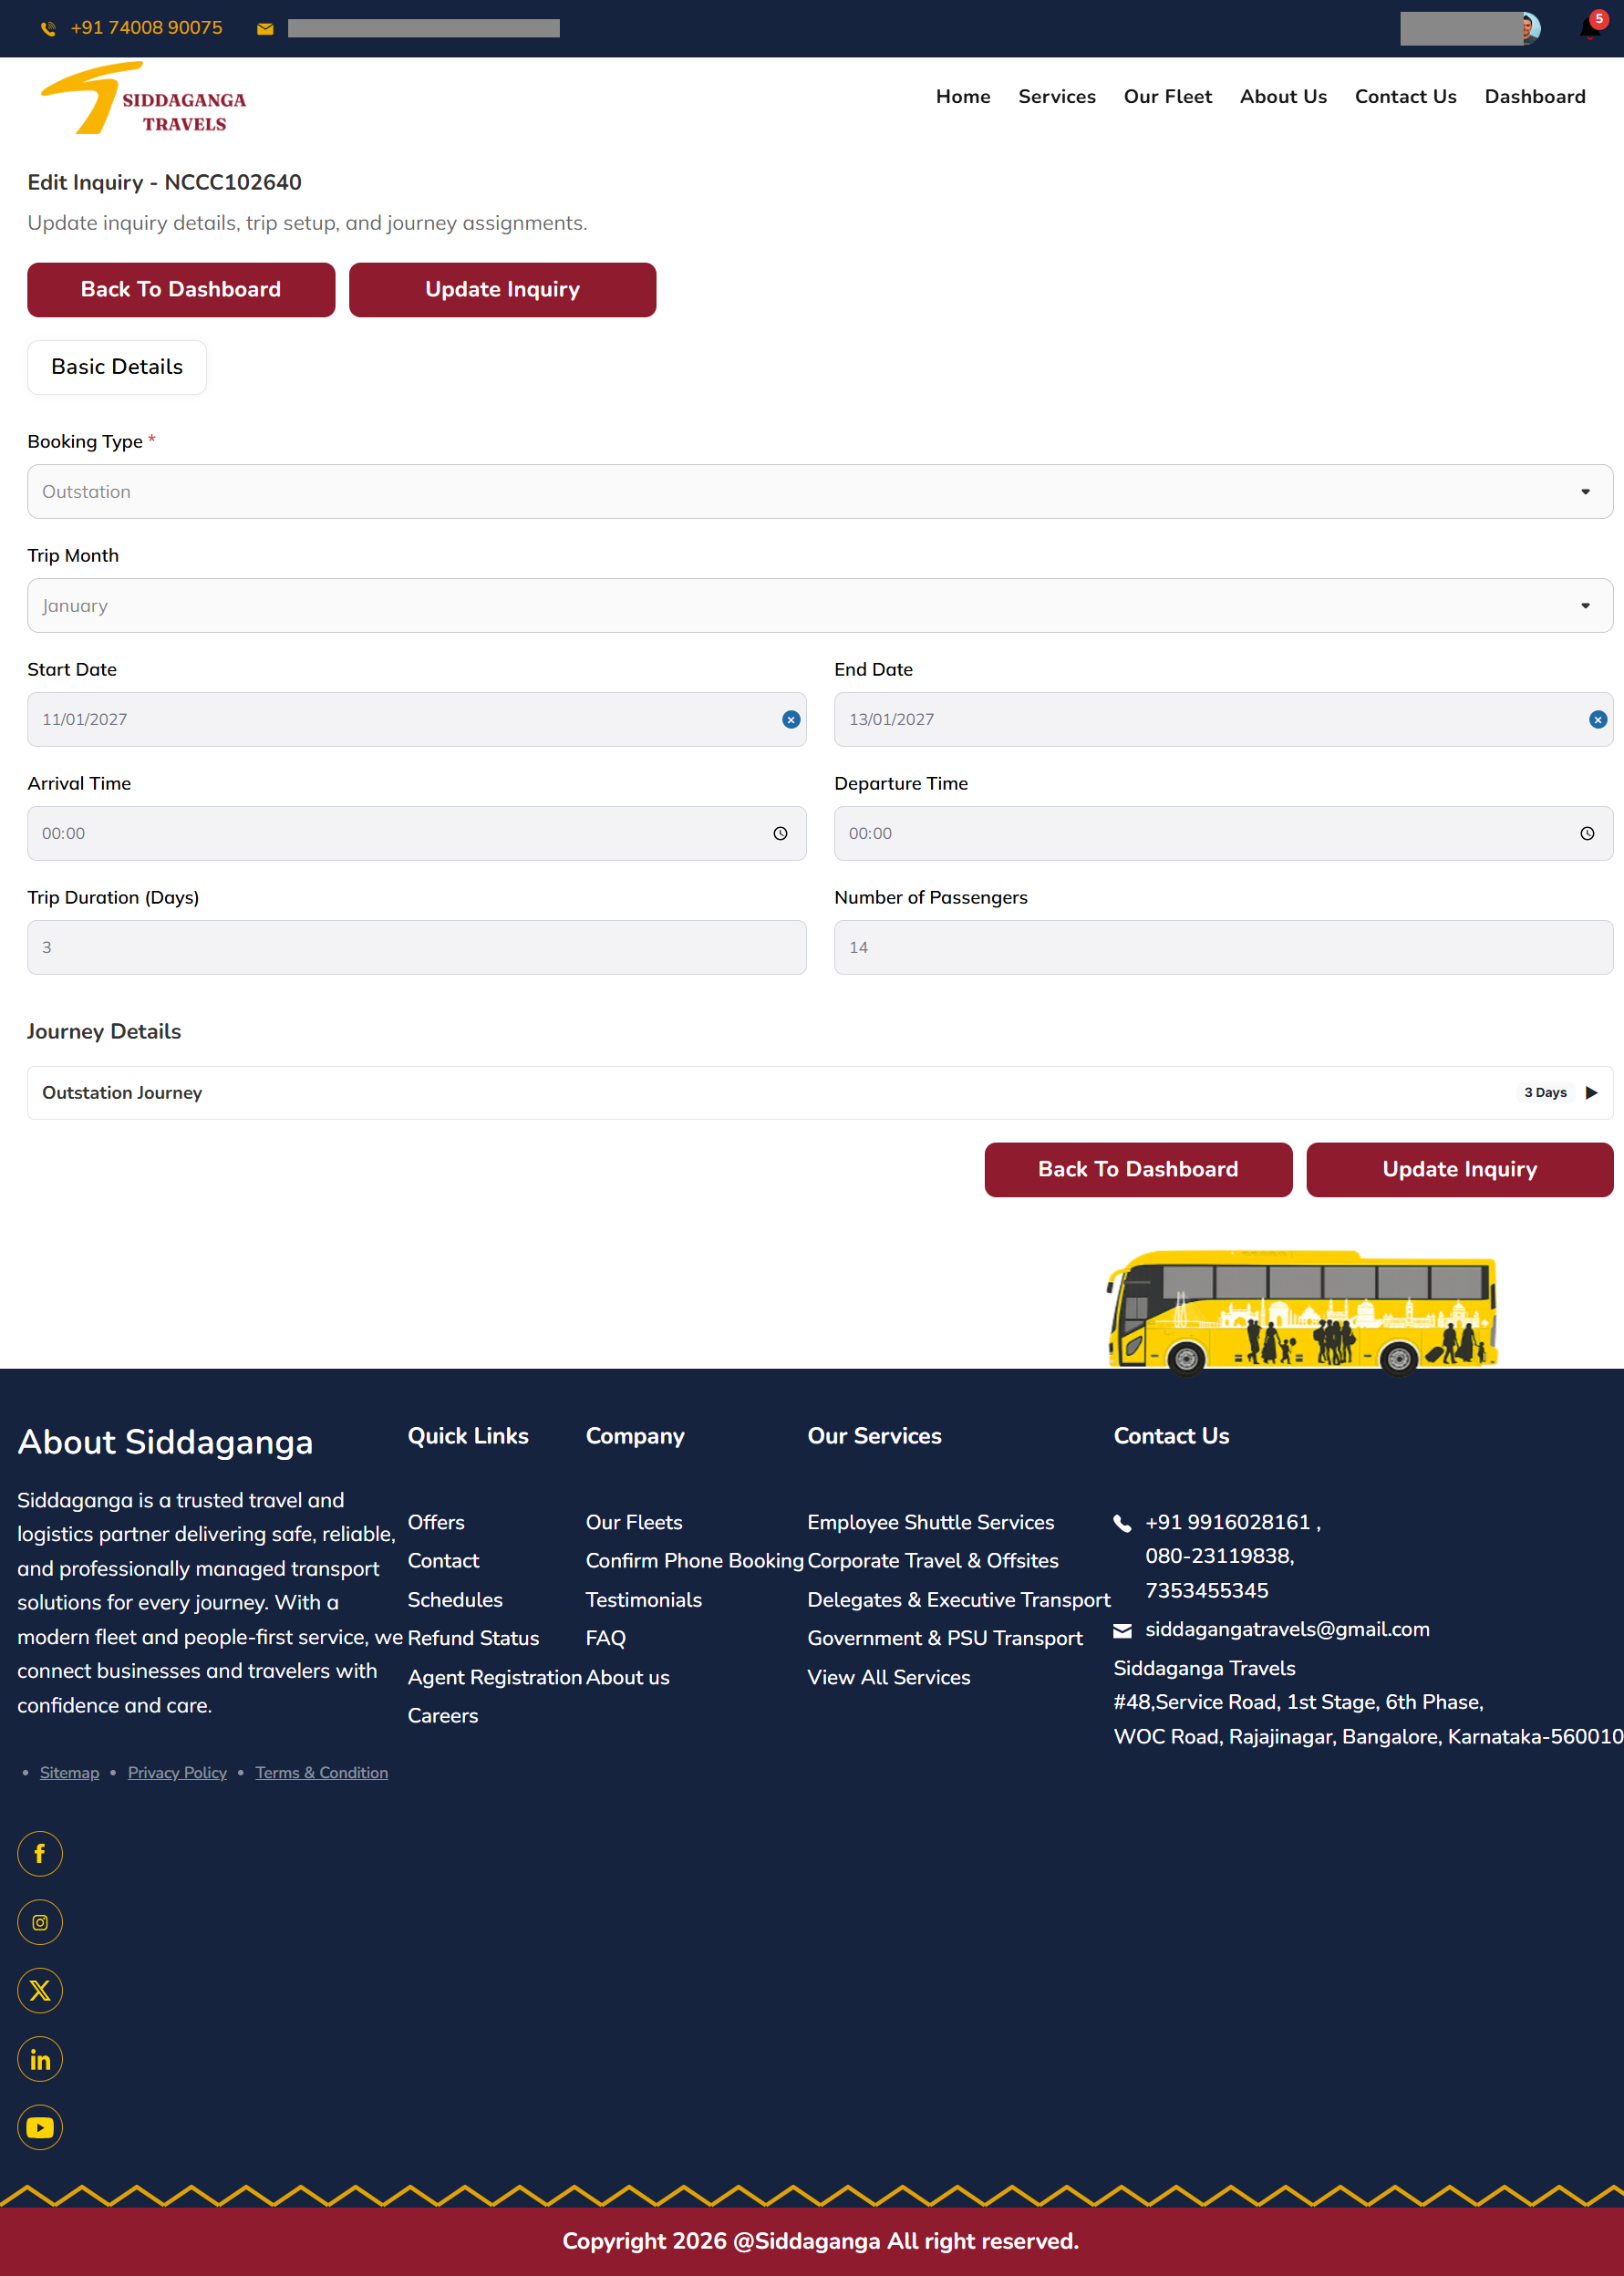 +91 74008 90075
5
SIDDAGANGA
TRAVELS
Home Services Our Fleet About Us Contact Us Dashboard
Edit Inquiry - NCCC102640
Update inquiry details, trip setup, and journey assignments.
Back To Dashboard Update Inquiry
Basic Details
Booking Type *
Outstation
Trip Month
January
Start Date End Date
11/01/2027 13/01/2027
Arrival Time Departure Time
00:00 00:00
Trip Duration (Days) Number of Passengers
3 14
Journey Details
Outstation Journey 3 Days
Back To Dashboard Update Inquiry
About Siddaganga
Siddaganga is a trusted travel and
logistics partner delivering safe, reliable,
and professionally managed transport
solutions for every journey. With a
modern fleet and people-first service, we
connect businesses and travelers with
confidence and care.
Sitemap
Privacy Policy
Terms & Condition
Quick Links
Offers
Contact
Schedules
Refund Status
Agent Registration
Careers
Company
Our Fleets
Confirm Phone Booking
Testimonials
FAQ
About us
Our Services
Employee Shuttle Services
Corporate Travel & Offsites
Delegates & Executive Transport
Government & PSU Transport
View All Services
Contact Us
+91 9916028161 ,
080-23119838,
7353455345
siddagangatravels@gmail.com
Siddaganga Travels
#48,Service Road, 1st Stage, 6th Phase,
WOC Road, Rajajinagar, Bangalore, Karnataka-560010
Copyright 2026 @Siddaganga All right reserved.